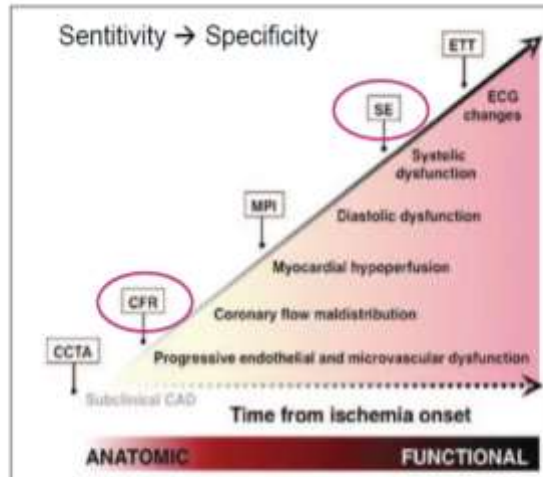 Sentitivity → Specificity
ETT
ECG
changes
SE
Systelic
dysfunction
MPI
Diastolic dysfunction
Myocardial hypoperfusion
CFR
Coronary flow maldistribution
CCTA
Progressive endothelial and microvascular dysfunction
Subclinical CAD
Time from ischemia onset
ANATOMIC
FUNCTIONAL